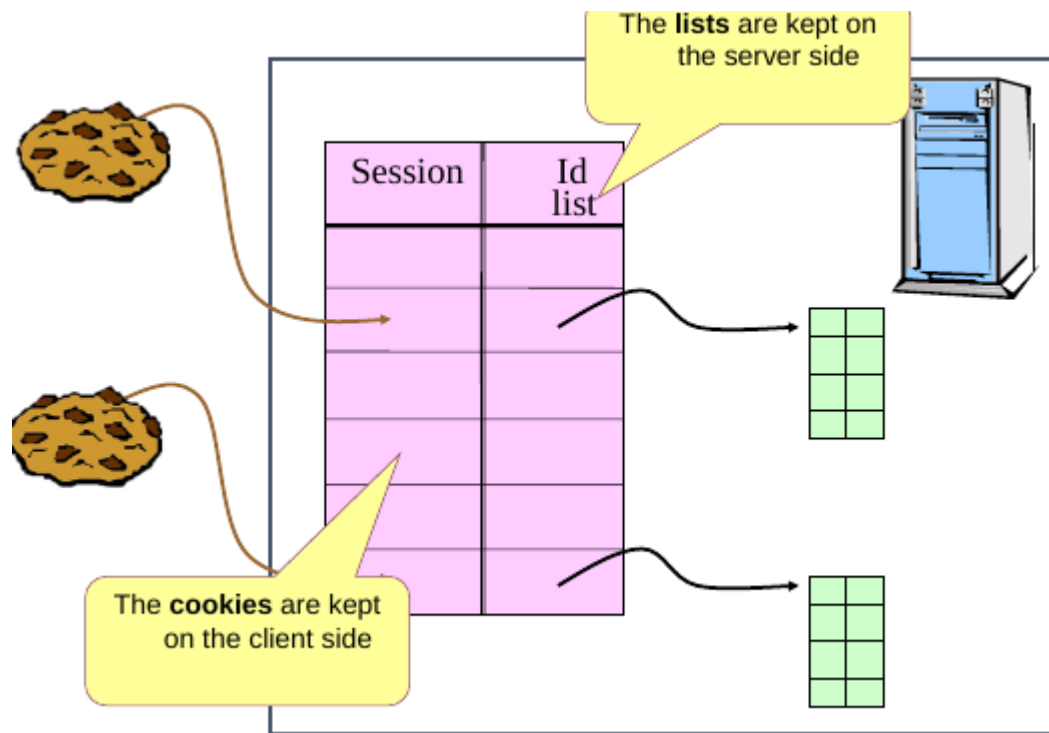 The lists are kept on
the server side
Session
Id
list
The cookies are kept
on the client side